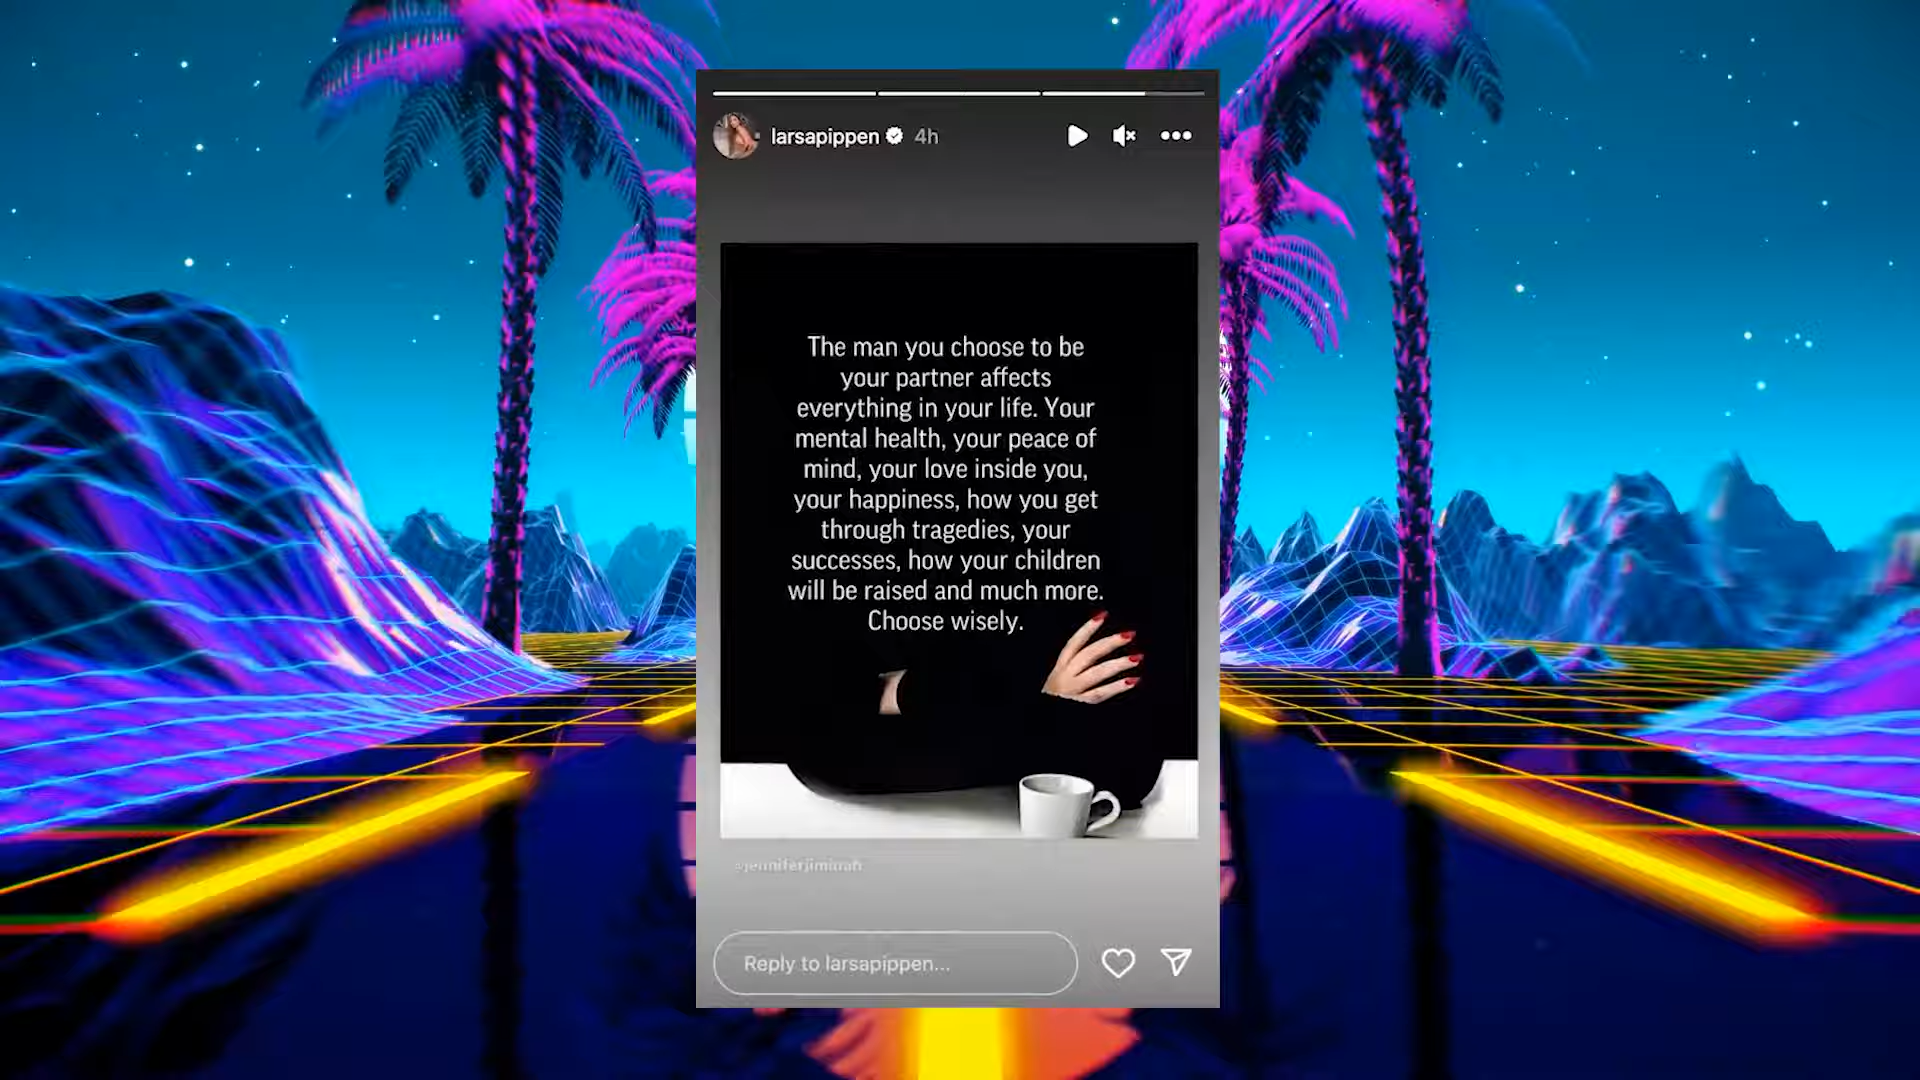 larsapippen 4h
The man you choose to be
your partner affects
everything in your life. Your
mental health, your peace of
mind, your love inside you,
your happiness, how you get
through tragedies, your
successes, how your children
will be raised and much more.
Choose wisely.
Reply to larsapippen...